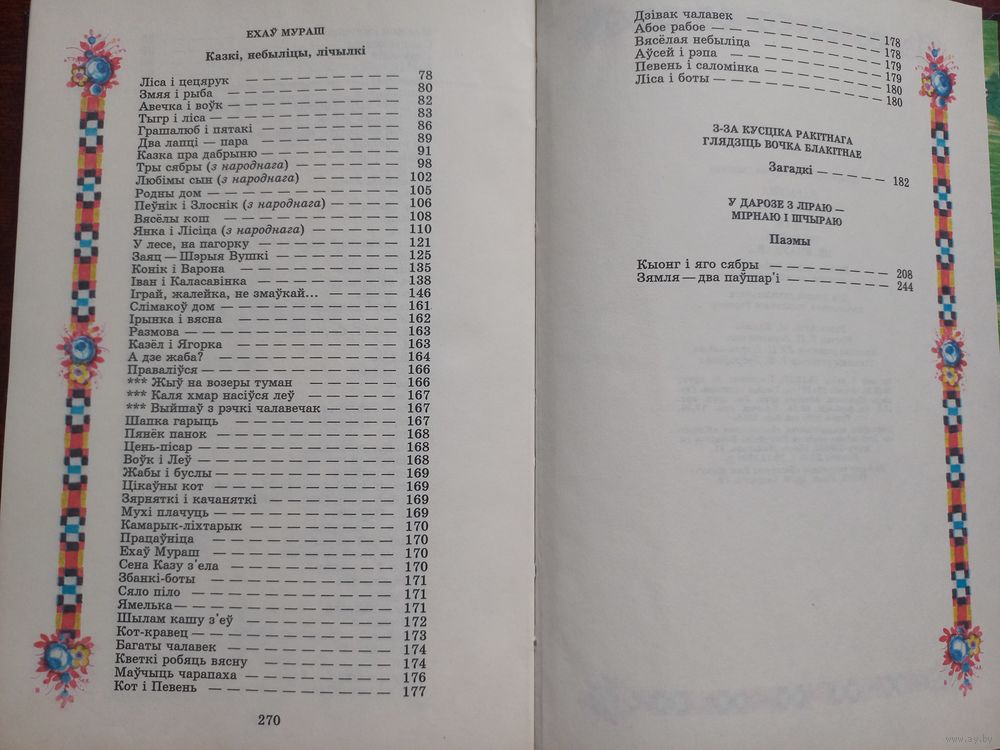 ЕХАЎ МУРАШ
Казкі, небыліцы, лічылкі
Ліса і цецярук — — — — — — — — — 78
Змяя і рыба — — — — — — — — — 80
Авечка і воўк — — — — — — — — — 82
Тыгр і ліса — — — — — — — — — 83
Грашалюб і пятакі — — — — — — — — 86
Два лапці — пара — — — — — — — — 89
Казка пра дабрыню — — — — — — — — 91
Тры сябры (з народнага) — — — — — — 98
Любімы сын (з народнага) — — — — — — 102
Родны дом — — — — — — — — — — 105
Пеўнік і Злоснік (з народнага) — — — — 106
Вясёлы кош — — — — — — — — — 108
Янка і Лісіца (з народнага) — — — — — 110
У лесе, на пагорку — — — — — — — 121
Заяц — Шэрыя Вушкі — — — — — — — 125
Конік і Варона — — — — — — — — 135
Іван і Каласавінка — — — — — — — 138
Іграй, жалейка, не змаўкай... — — — — — 146
Слімакоў дом — — — — — — — — — 161
Ірынка і вясна — — — — — — — — 162
Размова — — — — — — — — — — 163
Казёл і Ягорка — — — — — — — — 163
А дзе жаба? — — — — — — — — — 164
Праваліўся — — — — — — — — — 166
*** Жыў на возеры туман — — — — — 166
*** Каля хмар насіўся леў — — — — — 167
*** Выйшаў з рэчкі чалавечак — — — — 167
Шапка гарыць — — — — — — — — 167
Пянёк панок — — — — — — — — — 168
Цень-пісар — — — — — — — — — — 168
Воўк і Леў — — — — — — — — — — 168
Жабы і буслы — — — — — — — — — 169
Цікаўны кот — — — — — — — — — 169
Зярняткі і качаняткі — — — — — — — 169
Мухі плачуць — — — — — — — — — 169
Камарык-ліхтарык — — — — — — — 170
Працаўніца — — — — — — — — — 170
Ехаў Мураш — — — — — — — — — 170
Сена Казу з'ела — — — — — — — — 170
Збанкі-боты — — — — — — — — — 171
Сяло піло — — — — — — — — — — 171
Ямелька — — — — — — — — — — — 171
Шылам кашу з'еў — — — — — — — — 172
Кот-кравец — — — — — — — — — — 173
Багаты чалавек — — — — — — — — 174
Кветкі робяць вясну — — — — — — — 174
Маўчыць чарапаха — — — — — — — 176
Кот і Певень — — — — — — — — — 177
270
Дзівак чалавек — — — — — — — — 178
Абое рабое — — — — — — — — — 178
Вясёлая небыліца — — — — — — — 179
Аўсей і рэпа — — — — — — — — 179
Певень і саломінка — — — — — — — 180
Ліса і боты — — — — — — — — — 180
З-ЗА КУСЦІКА РАКІТНАГА
ГЛЯДЗІЦЬ ВОЧКА БЛАКІТНАЕ
Загадкі — — — — — 182
У ДАРОЗЕ З ЛІРАЮ —
МІРНАЮ І ШЧЫРАЮ
Паэмы
Кыонг і яго сябры — — — — — — — — 208
Зямля — два паўшар'і — — — — — — — 244
www.ay.by